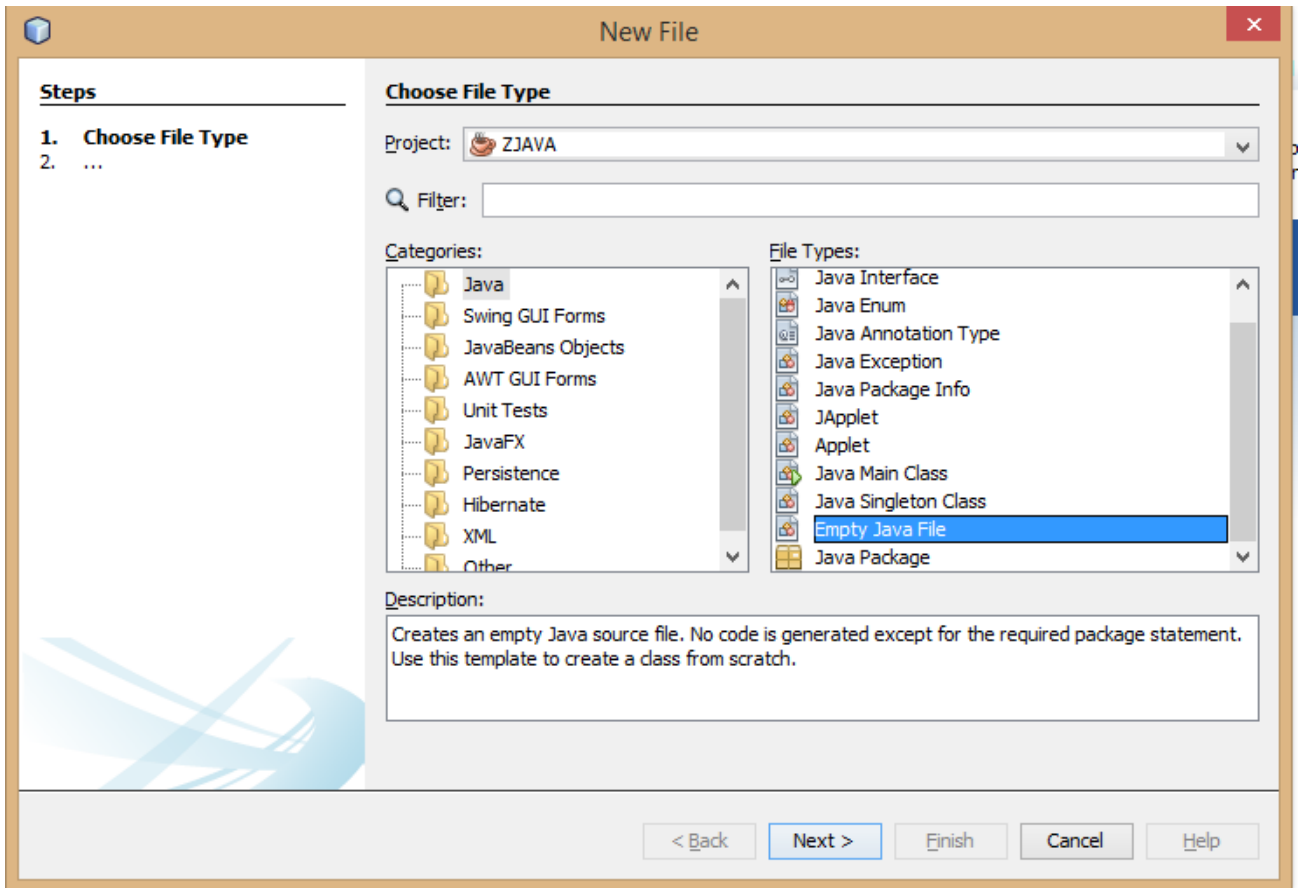 New File
Steps
1. Choose File Type
2. ...
Choose File Type
Project: ZJAVA
Filter:
Categories:
Java
Swing GUI Forms
JavaBeans Objects
AWT GUI Forms
Unit Tests
JavaFX
Persistence
Hibernate
XML
Other
File Types:
Java Interface
Java Enum
Java Annotation Type
Java Exception
Java Package Info
JApplet
Applet
Java Main Class
Java Singleton Class
Empty Java File
Java Package
Description:
Creates an empty Java source file. No code is generated except for the required package statement.
Use this template to create a class from scratch.
< Back
Next >
Finish
Cancel
Help